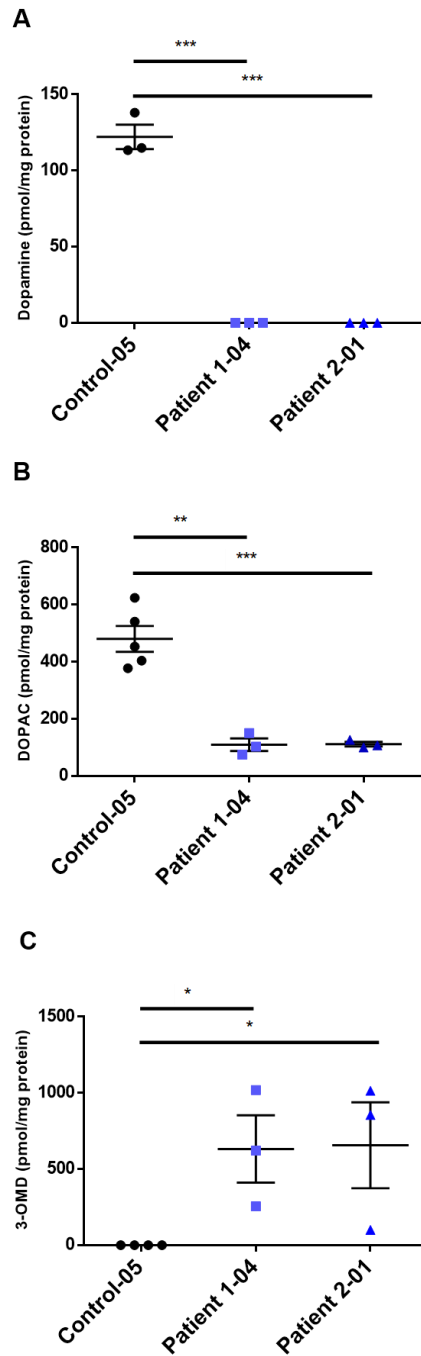 A
***
***
150
100
50
0
Dopamine (pmol/mg protein)
Control-05
Patient 1-04
Patient 2-01
B
**
***
800
600
400
200
0
DOPAC (pmol/mg protein)
Control-05
Patient 1-04
Patient 2-01
C
*
*
1500
1000
500
0
3-OMD (pmol/mg protein)
Control-05
Patient 1-04
Patient 2-01